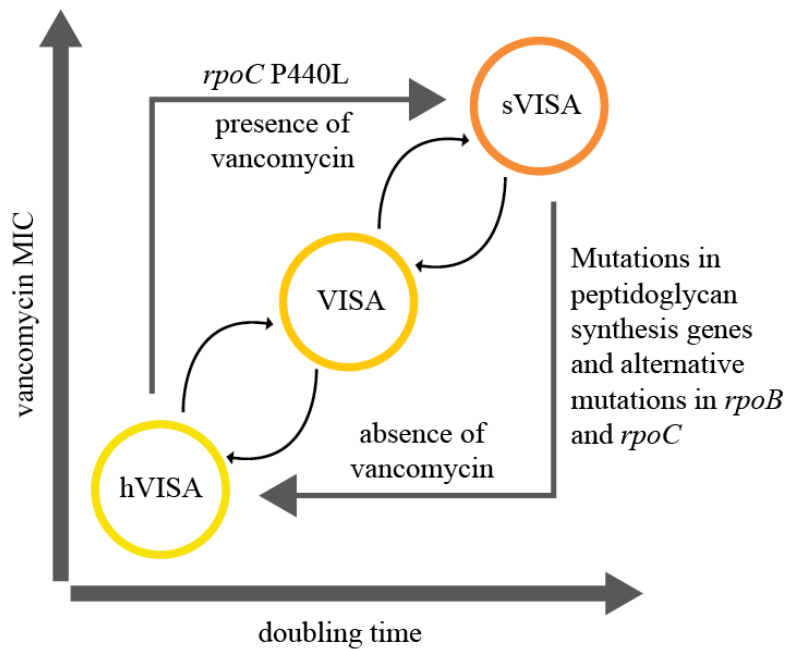 rpoC P440L
presence of
vancomycin
sVISA
vancomycin MIC
VISA
Mutations in
peptidoglycan
synthesis genes
and alternative
mutations in rpoB
and rpoC
absence of
vancomycin
hVISA
doubling time